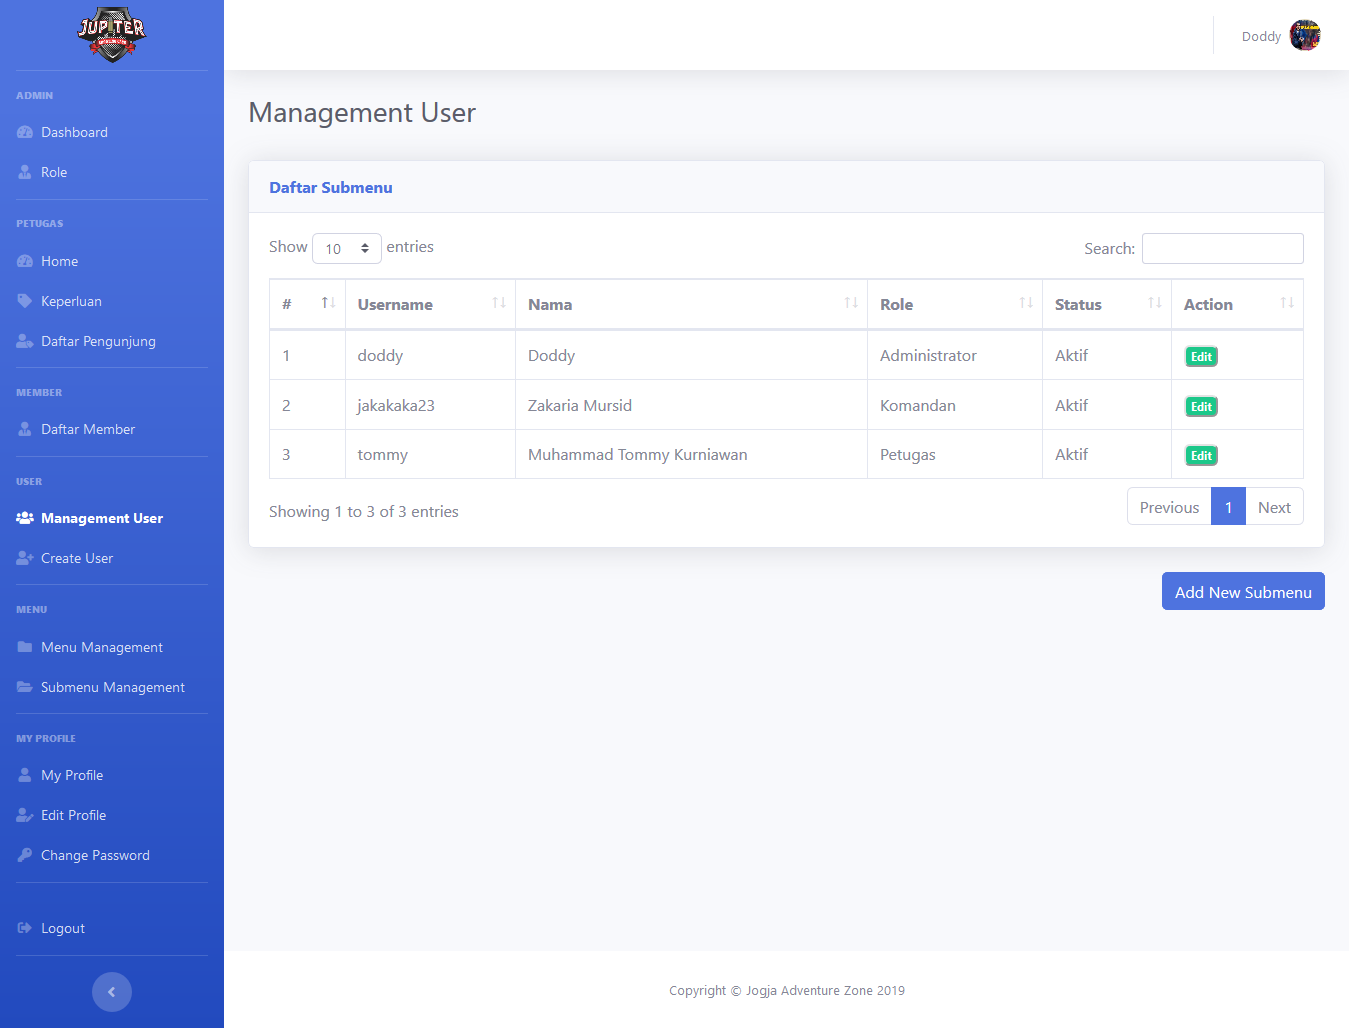 JUPITER
ADMIN
Dashboard
Role
PETUGAS
Home
Keperluan
Daftar Pengunjung
MEMBER
Daftar Member
USER
Management User
Create User
MENU
Menu Management
Submenu Management
MY PROFILE
My Profile
Edit Profile
Change Password
Logout
Doddy
Management User
Daftar Submenu
Show 10 entries
Search:
# Username Nama Role Status Action
1 doddy Doddy Administrator Aktif Edit
2 jakakaka23 Zakaria Mursid Komandan Aktif Edit
3 tommy Muhammad Tommy Kurniawan Petugas Aktif Edit
Showing 1 to 3 of 3 entries
Previous 1 Next
Add New Submenu
Copyright © Jogja Adventure Zone 2019